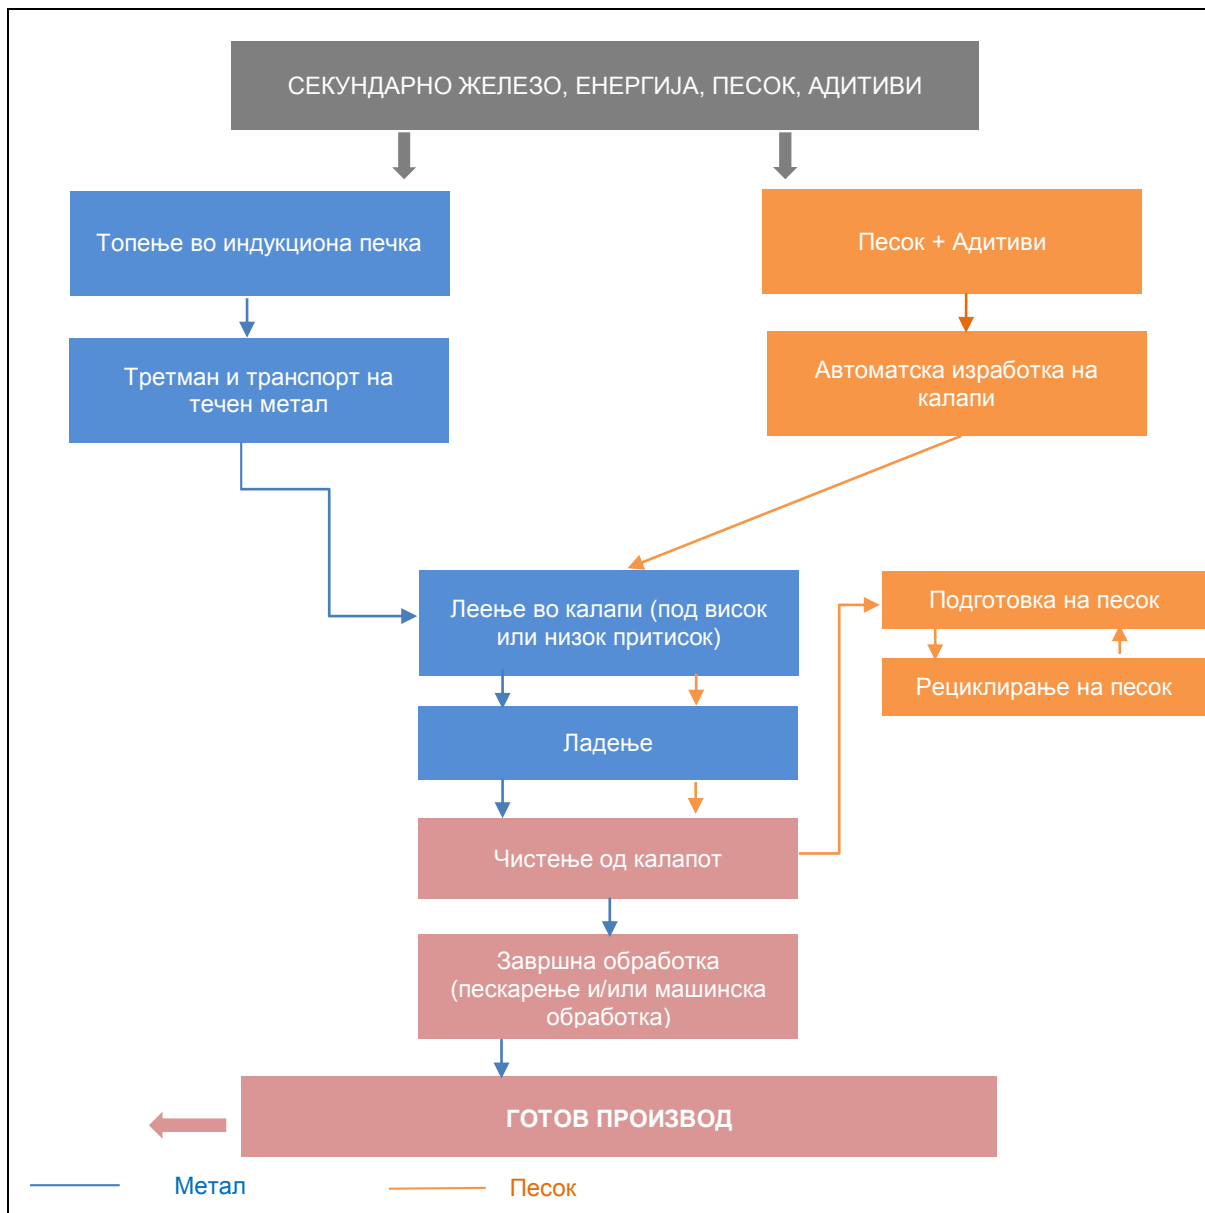 СЕКУНДАРНО ЖЕЛЕЗО, ЕНЕРГИЈА, ПЕСОК, АДИТИВИ
Топење во индукциона печка
Песок + Адитиви
Третман и транспорт на
течен метал
Автоматска изработка на
калапи
Леење во калапи (под висок
или низок притисок)
Подготовка на песок
Рециклирање на песок
Ладење
Чистење од калапот
Завршна обработка
(пескарење и/или машинска
обработка)
ГОТОВ ПРОИЗВОД
Метал
Песок